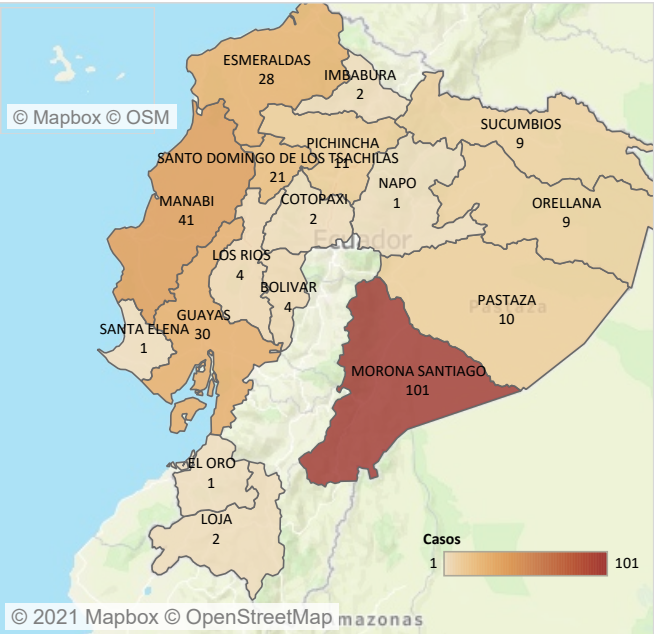 ESMERALDAS
28
IMBABURA
2
© Mapbox © OSM
SUCUMBIOS
9
PICHINCHA
11
SANTO DOMINGO DE LOS TSACHILAS
21
NAPO
1
MANABI
41
COTOPAXI
2
ORELLANA
9
Ecuador
LOS RIOS
4
BOLIVAR
4
PASTAZA
10
Pastaza
GUAYAS
30
SANTA ELENA
1
MORONA SANTIAGO
101
EL ORO
1
LOJA
2
Casos
1 101
© 2021 Mapbox © OpenStreetMap
mazonas